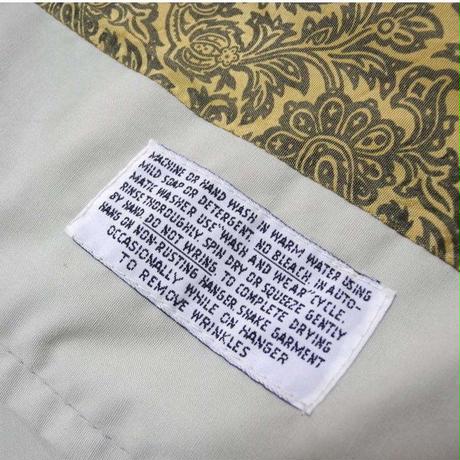 MACHINE OR HAND WASH IN WARM WATER USING
MILD SOAP OR DETERGENT. NO BLEACH. IN AUTO-
MATIC WASHER USE "WASH AND WEAR" CYCLE.
RINSE THOROUGHLY, SPIN DRY OR SQUEEZE GENTLY
BY HAND. DO NOT WRING. TO COMPLETE DRYING
HANG ON NON-RUSTING HANGER SHAKE GARMENT
OCCASIONALLY WHILE ON HANGER
TO REMOVE WRINKLES